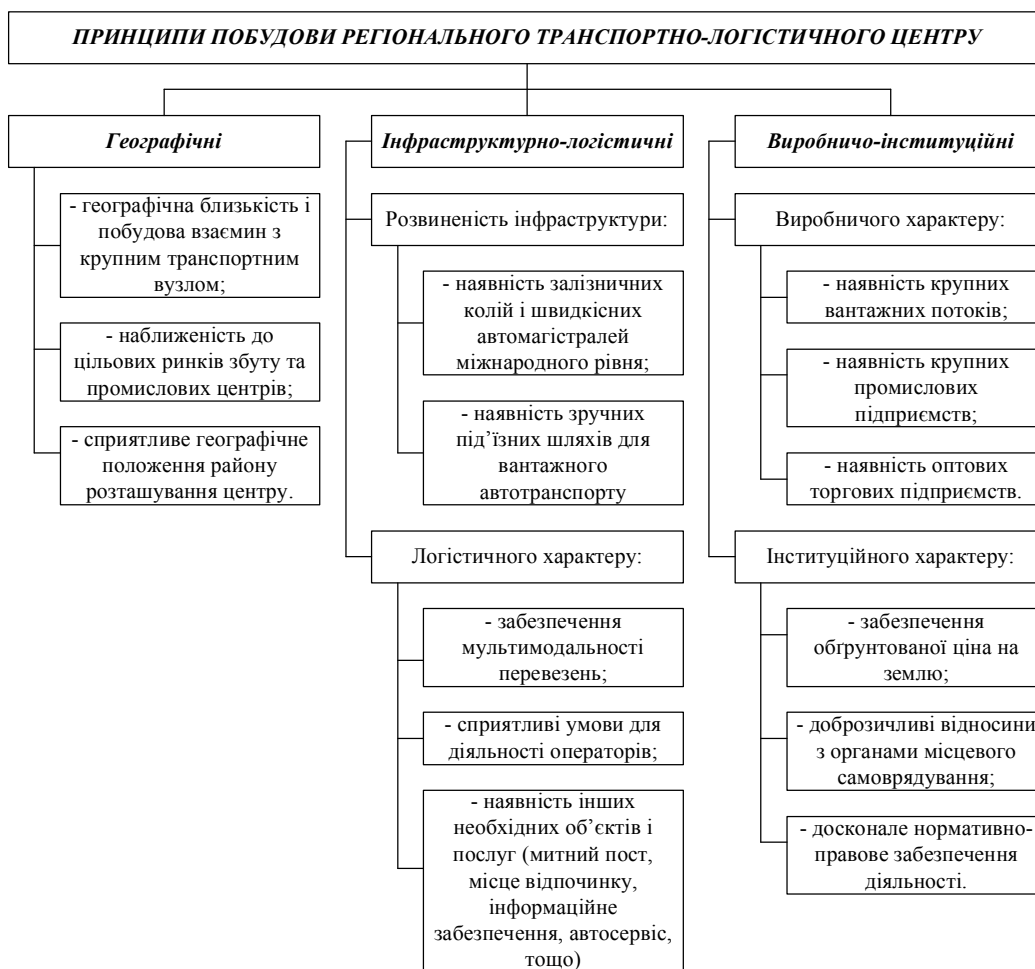 ПРИНЦИПИ ПОБУДОВИ РЕГІОНАЛЬНОГО ТРАНСПОРТНО-ЛОГІСТИЧНОГО ЦЕНТРУ
Географічні
- географічна близькість і
побудова взаємин з
крупним транспортним
вузлом;
- наближеність до
цільових ринків збуту та
промислових центрів;
- сприятливе географічне
положення району
розташування центру.
Інфраструктурно-логістичні
Розвиненість інфраструктури:
- наявність залізничних
колій і швидкісних
автомагістралей
міжнародного рівня;
- наявність зручних
під’їзних шляхів для
вантажного
автотранспорту
Логістичного характеру:
- забезпечення
мультимодальності
перевезень;
- сприятливі умови для
діяльності операторів;
- наявність інших
необхідних об’єктів і
послуг (митний пост,
місце відпочинку,
інформаційне
забезпечення, автосервіс,
тощо)
Виробничо-інституційні
Виробничого характеру:
- наявність крупних
вантажних потоків;
- наявність крупних
промислових
підприємств;
- наявність оптових
торгових підприємств.
Інституційного характеру:
- забезпечення
обґрунтованої ціна на
землю;
- доброзичливі відносини
з органами місцевого
самоврядування;
- досконале нормативно-
правове забезпечення
діяльності.